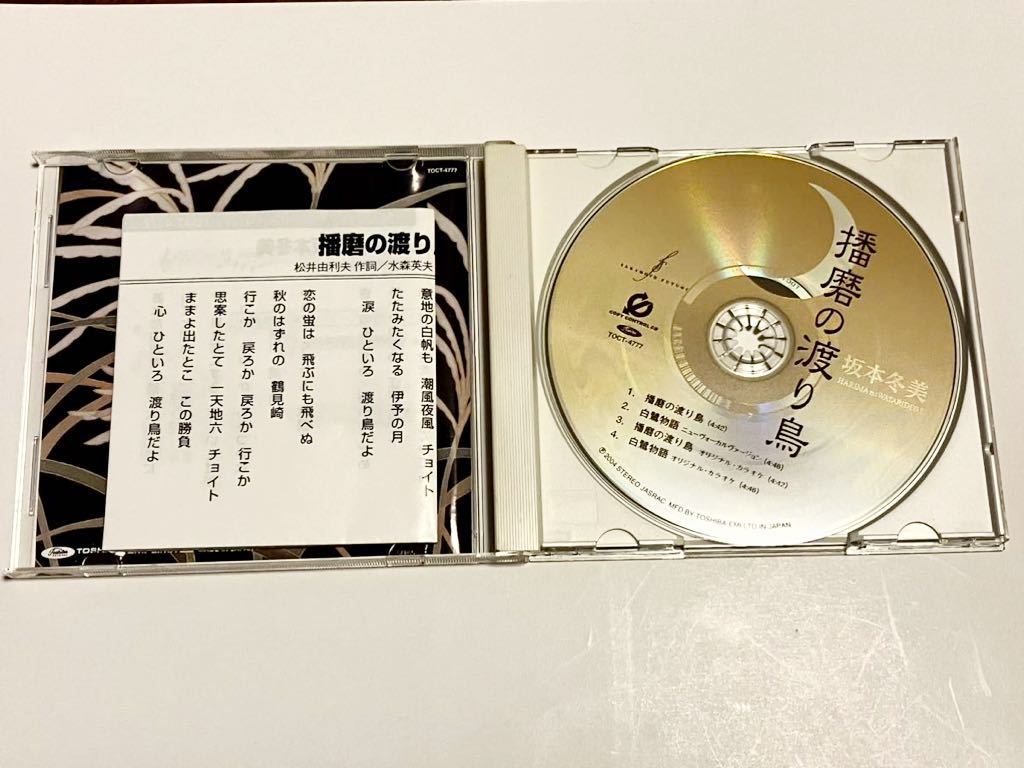 TOCT-4777
播磨の渡り
松井由利夫 作詞／水森英夫
意地の白帆も 潮風夜風 チョイト
たたみたくなる 伊予の月
涙 ひといろ 渡り鳥だよ
恋の蛍は 飛ぶにも飛べぬ
秋のはずれの 鶴見崎
行こか 戻ろか 戻ろか 行こか
思案したとて 一天地六 チョイト
ままよ出たとこ この勝負
心 ひといろ 渡り鳥だよ
播磨の渡り鳥
坂本冬美
HARIMA no WATARIDORI
SAKAMOTO FUYUMI
COPY CONTROL CD
TOCT-4777
1. 播磨の渡り鳥 (4:42)
2. 白鷺物語 ニューヴォーカルヴァージョン (4:46)
3. 播磨の渡り鳥 オリジナル・カラオケ (4:42)
4. 白鷺物語 オリジナル・カラオケ (4:46)
Ⓟ2004 STEREO JASRAC MFD.BY TOSHIBA EMI LTD. IN JAPAN